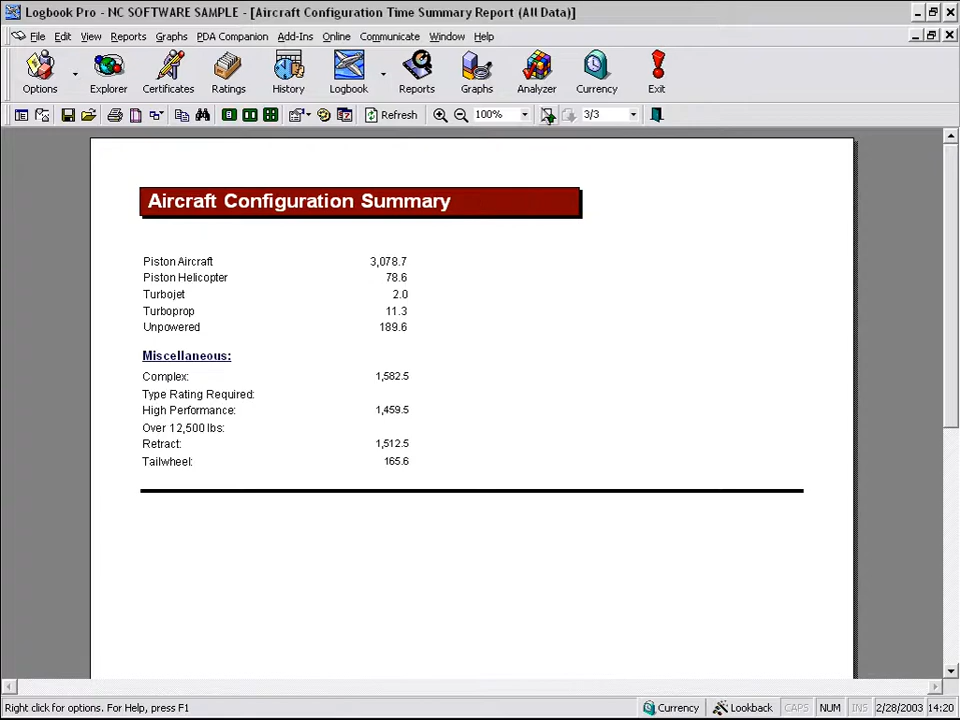 Logbook Pro - NC SOFTWARE SAMPLE - [Aircraft Configuration Time Summary Report (All Data)]
File Edit View Reports Graphs PDA Companion Add-Ins Online Communicate Window Help
Options Explorer Certificates Ratings History Logbook Reports Graphs Analyzer Currency Exit
Refresh 100% 3/3
Aircraft Configuration Summary
Piston Aircraft 3,078.7
Piston Helicopter 78.6
Turbojet 2.0
Turboprop 11.3
Unpowered 189.6
Miscellaneous:
Complex: 1,582.5
Type Rating Required:
High Performance: 1,459.5
Over 12,500 lbs:
Retract: 1,512.5
Tailwheel: 165.6
Right click for options. For Help, press F1 Currency Lookback CAPS NUM INS 2/28/2003 14:20